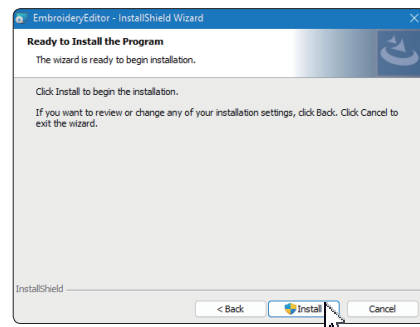 EmbroideryEditor - InstallShield Wizard
Ready to Install the Program
The wizard is ready to begin installation.
Click Install to begin the installation.
If you want to review or change any of your installation settings, click Back. Click Cancel to
exit the wizard.
InstallShield
< Back Install Cancel